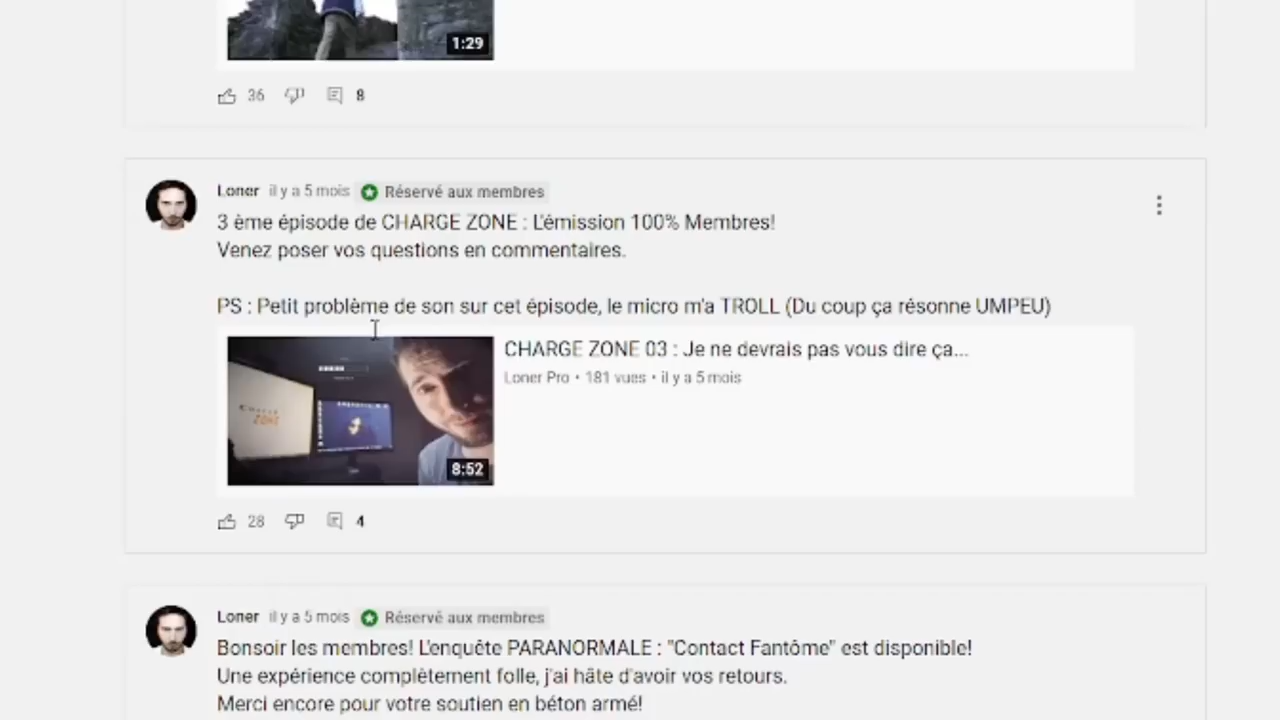 1:29
36 8
Loner il y a 5 mois Réservé aux membres
3 ème épisode de CHARGE ZONE : L'émission 100% Membres!
Venez poser vos questions en commentaires.
PS : Petit problème de son sur cet épisode, le micro m'a TROLL (Du coup ça résonne UMPEU)
CHARGE ZONE 03 : Je ne devrais pas vous dire ça...
Loner Pro • 181 vues • il y a 5 mois
ZONE
8:52
28 4
Loner il y a 5 mois Réservé aux membres
Bonsoir les membres! L'enquête PARANORMALE : "Contact Fantôme" est disponible!
Une expérience complètement folle, j'ai hâte d'avoir vos retours.
Merci encore pour votre soutien en béton armé!